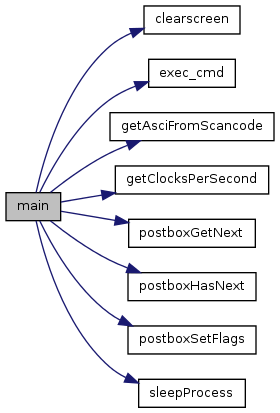 clearscreen
exec_cmd
getAsciFromScancode
getClocksPerSecond
main
postboxGetNext
postboxHasNext
postboxSetFlags
sleepProcess